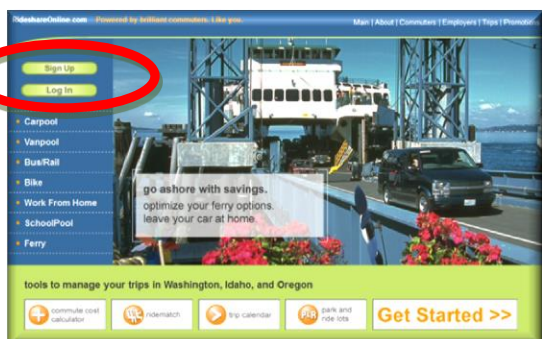 RideshareOnline.com Powered by brilliant commuters. Like you.
Main | About | Commuters | Employers | Trips | Promotions
Sign Up
Log In
Carpool
Vanpool
Bus/Rail
Bike
Work From Home
SchoolPool
Ferry
go ashore with savings.
optimize your ferry options.
leave your car at home.
tools to manage your trips in Washington, Idaho, and Oregon
commute cost
calculator
ridematch
trip calendar
P&R
park and
ride lots
Get Started >>